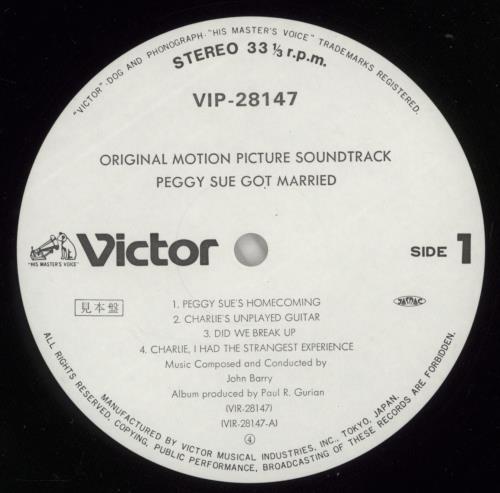 "VICTOR"-DOG AND PHONOGRAPH-"HIS MASTER'S VOICE" TRADEMARKS REGISTERED.
STEREO 33 ⅓ r.p.m.
VIP-28147
ORIGINAL MOTION PICTURE SOUNDTRACK
PEGGY SUE GOT MARRIED
Victor
"HIS MASTER'S VOICE"
SIDE 1
見本盤
1. PEGGY SUE'S HOMECOMING
2. CHARLIE'S UNPLAYED GUITAR
3. DID WE BREAK UP
4. CHARLIE, I HAD THE STRANGEST EXPERIENCE
Music Composed and Conducted by
John Barry
Album produced by Paul R. Gurian
(VIR-28147)
(VIR-28147-A)
④
ALL RIGHTS RESERVED, COPYING, PUBLIC PERFORMANCE, BROADCASTING OF THESE RECORDS ARE FORBIDDEN.
MANUFACTURED BY VICTOR MUSICAL INDUSTRIES, INC., TOKYO, JAPAN.